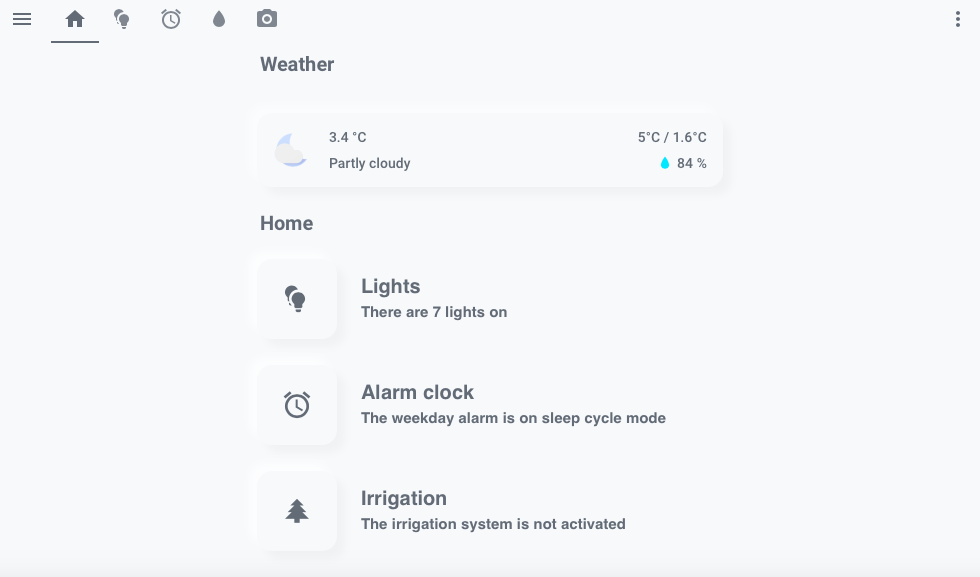 Weather
3.4 °C
5°C / 1.6°C
Partly cloudy
84 %
Home
Lights
There are 7 lights on
Alarm clock
The weekday alarm is on sleep cycle mode
Irrigation
The irrigation system is not activated